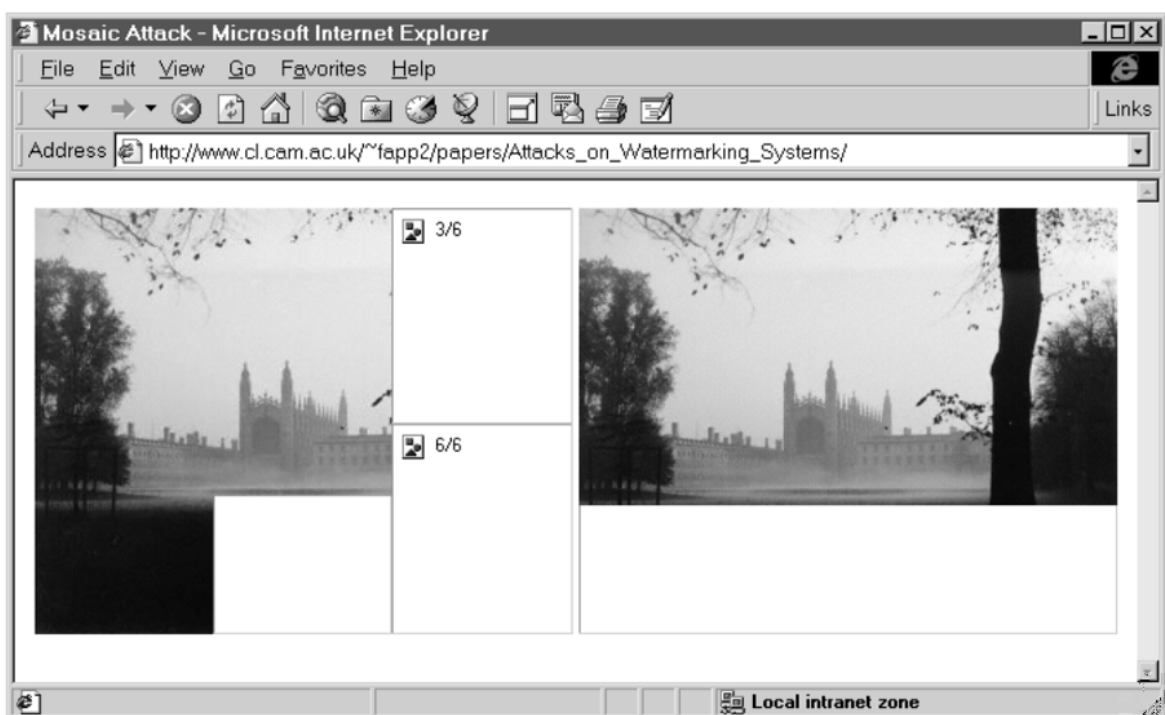 Mosaic Attack - Microsoft Internet Explorer
File Edit View Go Favorites Help
Links
Address http://www.cl.cam.ac.uk/~fapp2/papers/Attacks_on_Watermarking_Systems/
3/6
6/6
Local intranet zone